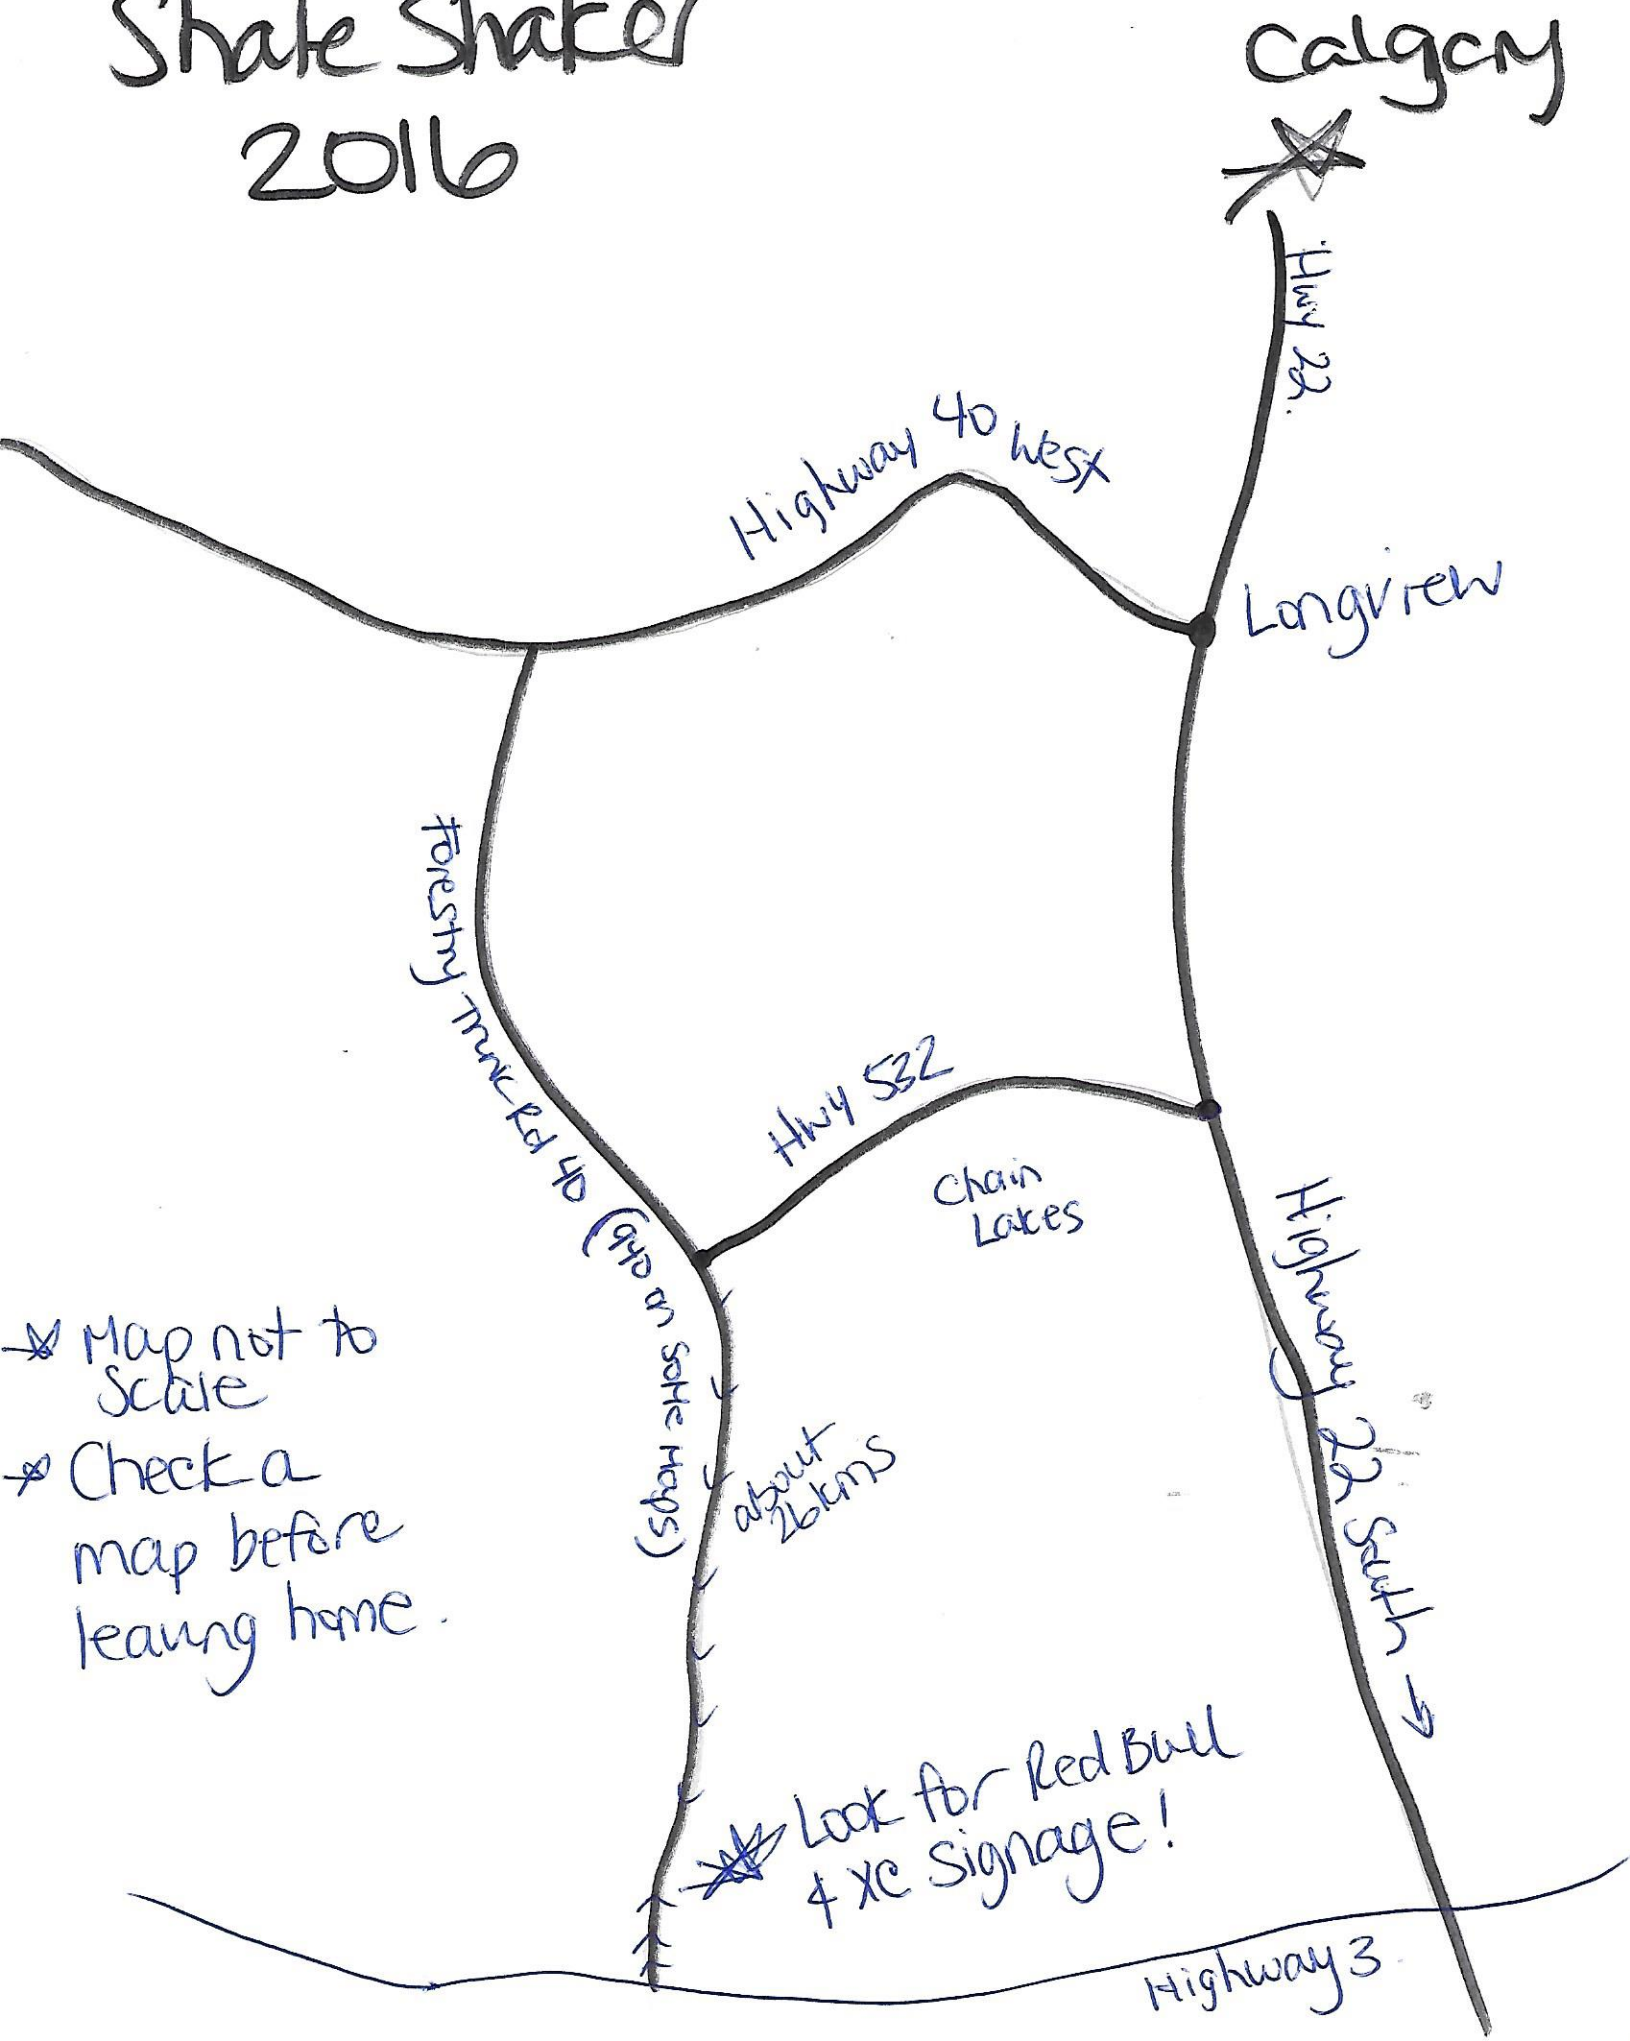 Shale Shaker
2016
Calgary
Hwy 22.
Highway 40 West
Longview
Forestry Trunk Rd 40 (940 on some maps)
Hwy 532
Chain
Lakes
Highway 22 South
Map not to
Scale
Check a
map before
leaving home.
about
26kms
Look for Red Bull
& XC Signage!
Highway 3